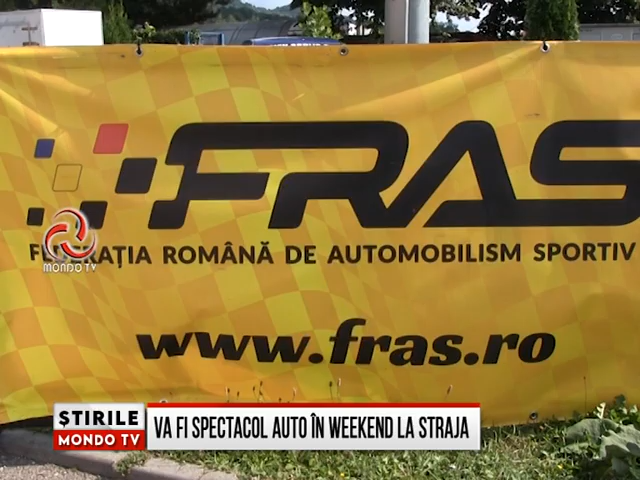 FRAS
FEDERAȚIA ROMÂNĂ DE AUTOMOBILISM SPORTIV
MONDO TV
www.fras.ro
ȘTIRILE
MONDO TV
VA FI SPECTACOL AUTO ÎN WEEKEND LA STRAJA